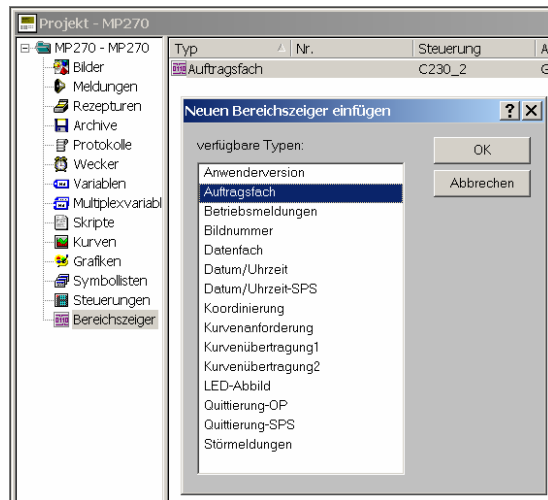 Projekt - MP270
MP270 - MP270
Bilder
Meldungen
Rezepturen
Archive
Protokolle
Wecker
Variablen
Multiplexvariabl
Skripte
Kurven
Grafiken
Symbollisten
Steuerungen
Bereichszeiger
Typ Nr. Steuerung A
Auftragsfach C230_2 G
Neuen Bereichszeiger einfügen
verfügbare Typen:
Anwenderversion
Auftragsfach
Betriebsmeldungen
Bildnummer
Datenfach
Datum/Uhrzeit
Datum/Uhrzeit-SPS
Koordinierung
Kurvenanforderung
Kurvenübertragung1
Kurvenübertragung2
LED-Abbild
Quittierung-OP
Quittierung-SPS
Störmeldungen
OK
Abbrechen